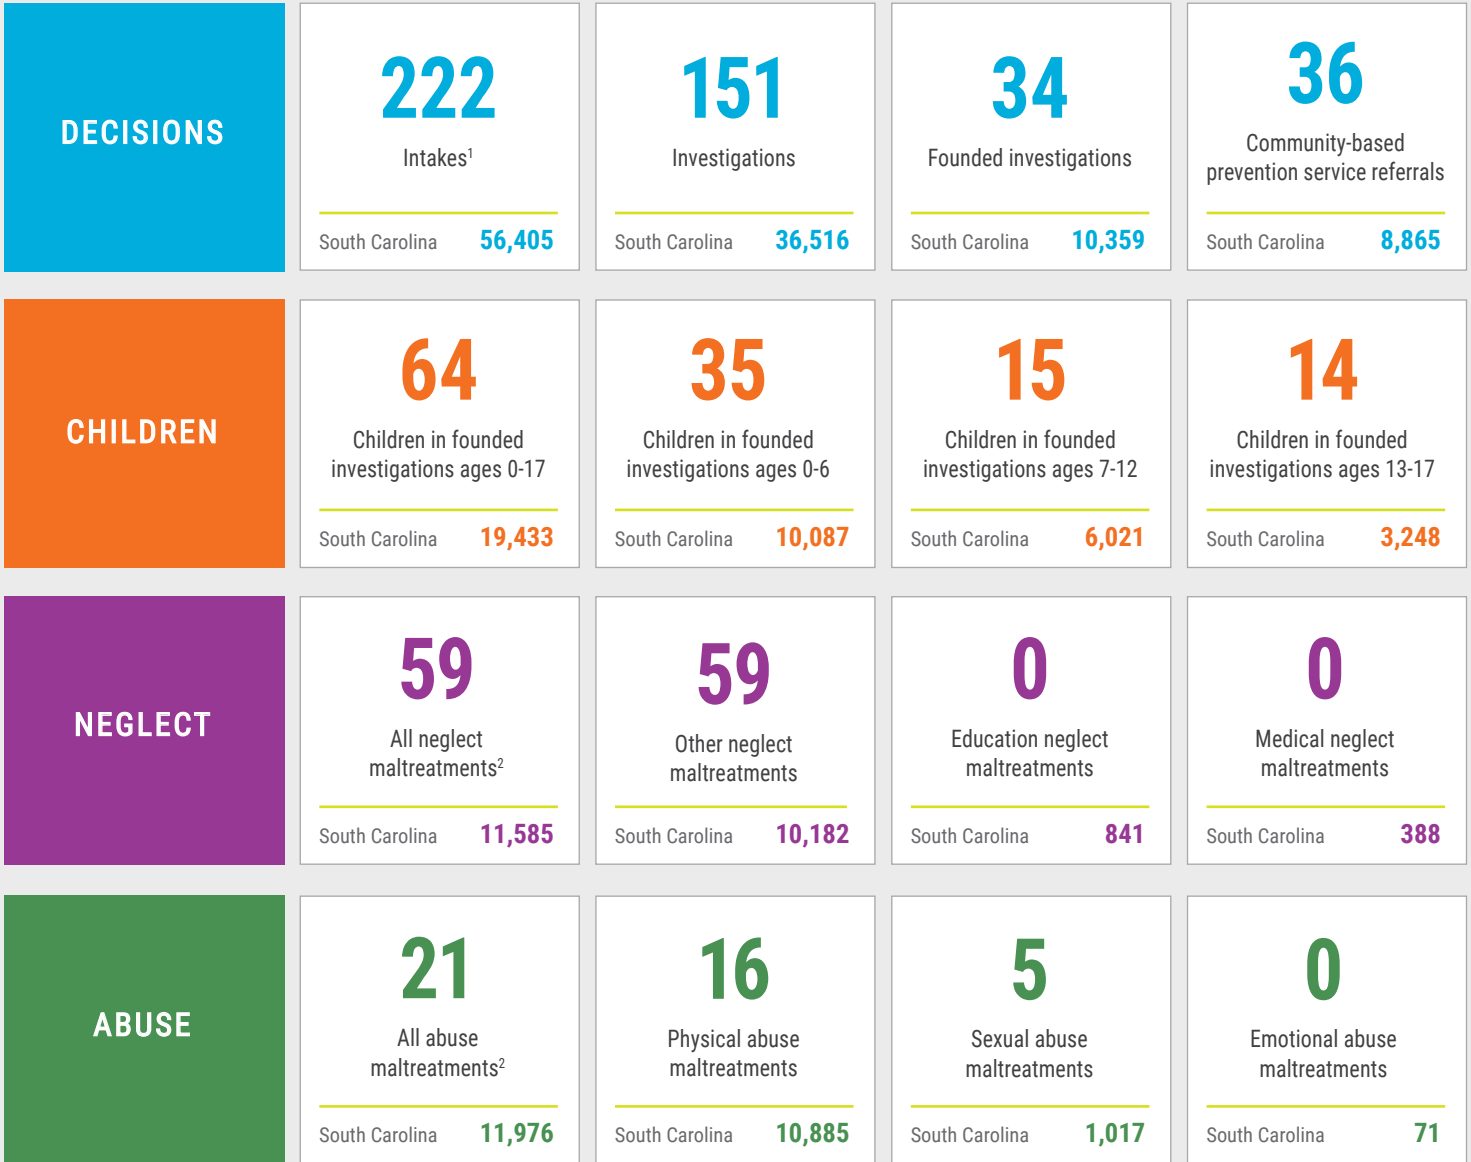 DECISIONS
222
Intakes¹
South Carolina 56,405
151
Investigations
South Carolina 36,516
34
Founded investigations
South Carolina 10,359
36
Community-based
prevention service referrals
South Carolina 8,865
CHILDREN
64
Children in founded
investigations ages 0-17
South Carolina 19,433
35
Children in founded
investigations ages 0-6
South Carolina 10,087
15
Children in founded
investigations ages 7-12
South Carolina 6,021
14
Children in founded
investigations ages 13-17
South Carolina 3,248
NEGLECT
59
All neglect
maltreatments²
South Carolina 11,585
59
Other neglect
maltreatments
South Carolina 10,182
0
Education neglect
maltreatments
South Carolina 841
0
Medical neglect
maltreatments
South Carolina 388
ABUSE
21
All abuse
maltreatments²
South Carolina 11,976
16
Physical abuse
maltreatments
South Carolina 10,885
5
Sexual abuse
maltreatments
South Carolina 1,017
0
Emotional abuse
maltreatments
South Carolina 71